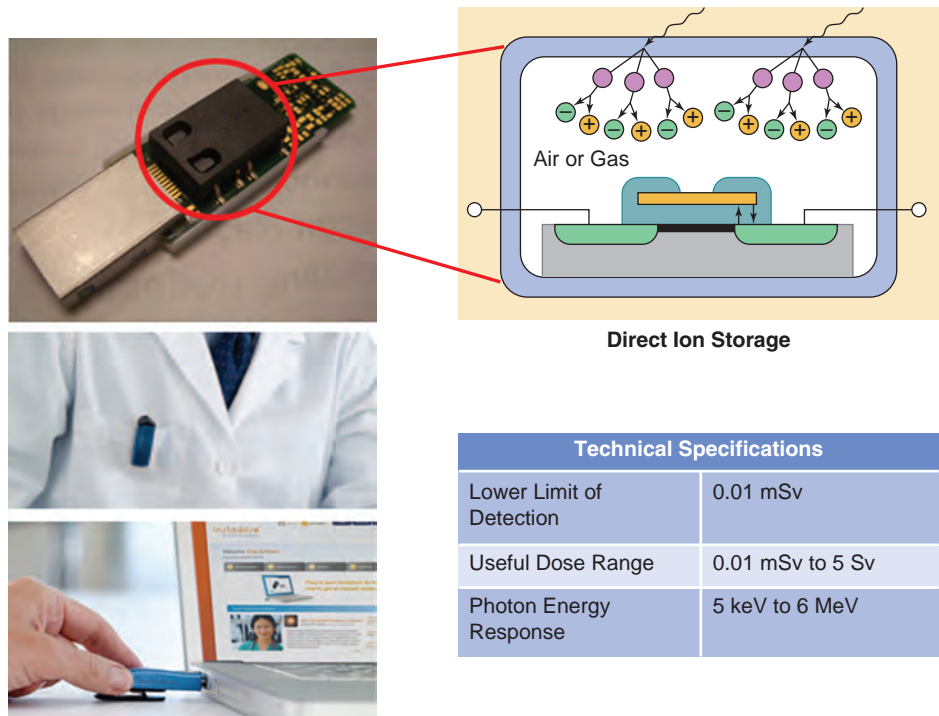 Air or Gas
Direct Ion Storage
Technical Specifications
Lower Limit of
Detection
0.01 mSv
Useful Dose Range
0.01 mSv to 5 Sv
Photon Energy
Response
5 keV to 6 MeV
instadose